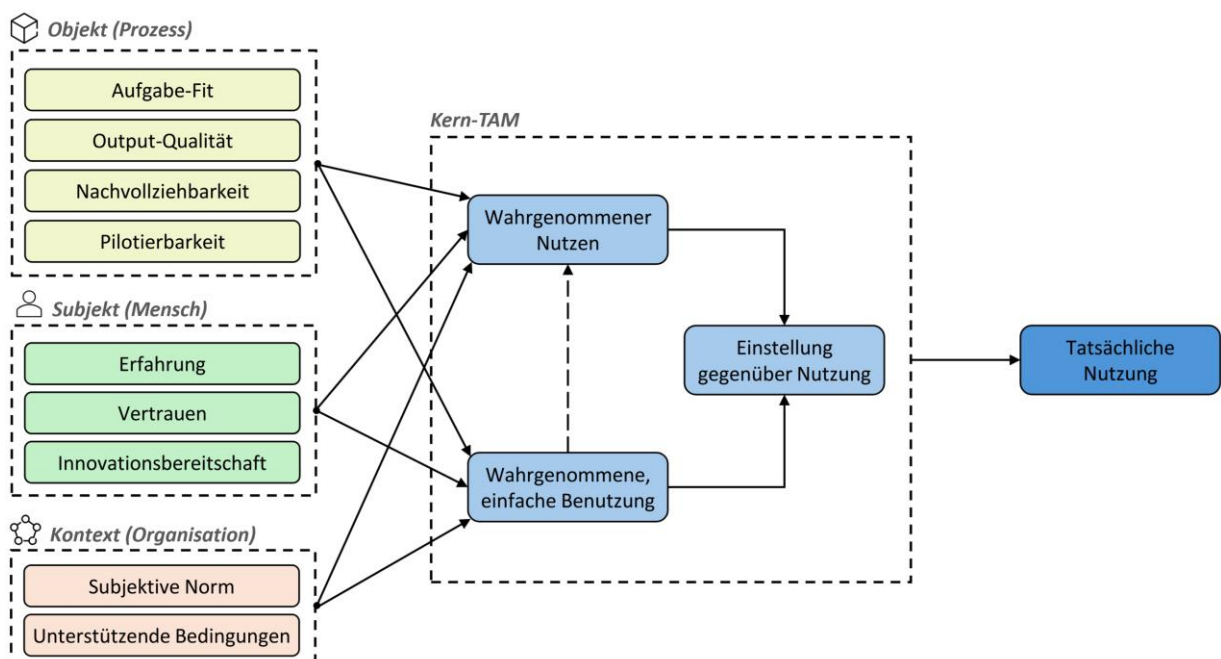 Objekt (Prozess)
Aufgabe-Fit
Output-Qualität
Nachvollziehbarkeit
Pilotierbarkeit
Subjekt (Mensch)
Erfahrung
Vertrauen
Innovationsbereitschaft
Kontext (Organisation)
Subjektive Norm
Unterstützende Bedingungen
Kern-TAM
Wahrgenommener
Nutzen
Wahrgenommene,
einfache Benutzung
Einstellung
gegenüber Nutzung
Tatsächliche
Nutzung